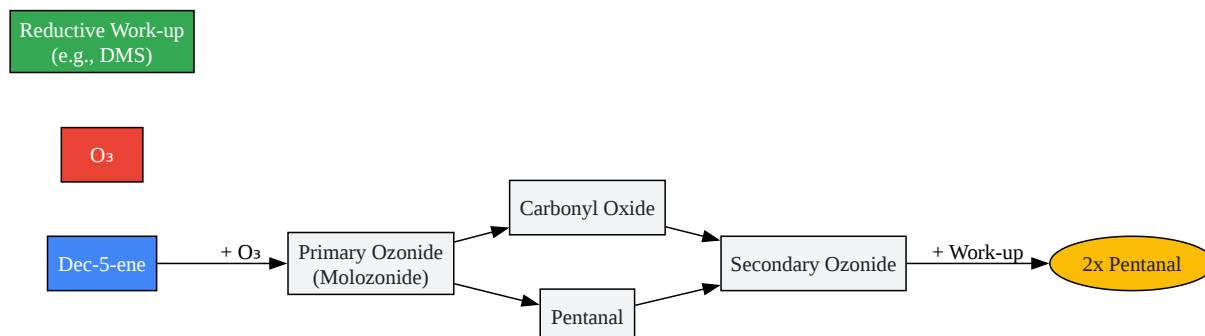 Reductive Work-up
(e.g., DMS)
O₃
Dec-5-ene
+ O₃
Primary Ozonide
(Molozonide)
Carbonyl Oxide
Pentanal
Secondary Ozonide
+ Work-up
2x Pentanal